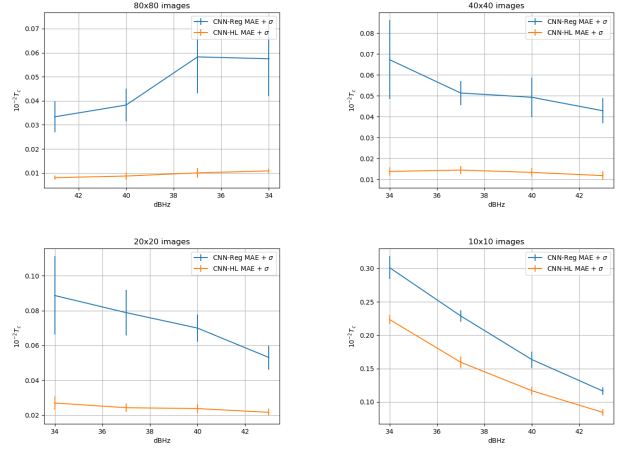 80x80 images
CNN-Reg MAE + σ
CNN-HL MAE + σ
0.07
0.06
0.05
0.04
0.03
0.02
0.01
10⁻²T_c
42 40 38 36 34
dBHz
40x40 images
CNN-Reg MAE + σ
CNN-HL MAE + σ
0.08
0.07
0.06
0.05
0.04
0.03
0.02
0.01
10⁻²T_c
34 36 38 40 42
dBHz
20x20 images
CNN-Reg MAE + σ
CNN-HL MAE + σ
0.10
0.08
0.06
0.04
0.02
10⁻²T_c
34 36 38 40 42
dBHz
10x10 images
CNN-Reg MAE + σ
CNN-HL MAE + σ
0.30
0.25
0.20
0.15
0.10
10⁻²T_c
34 36 38 40 42
dBHz